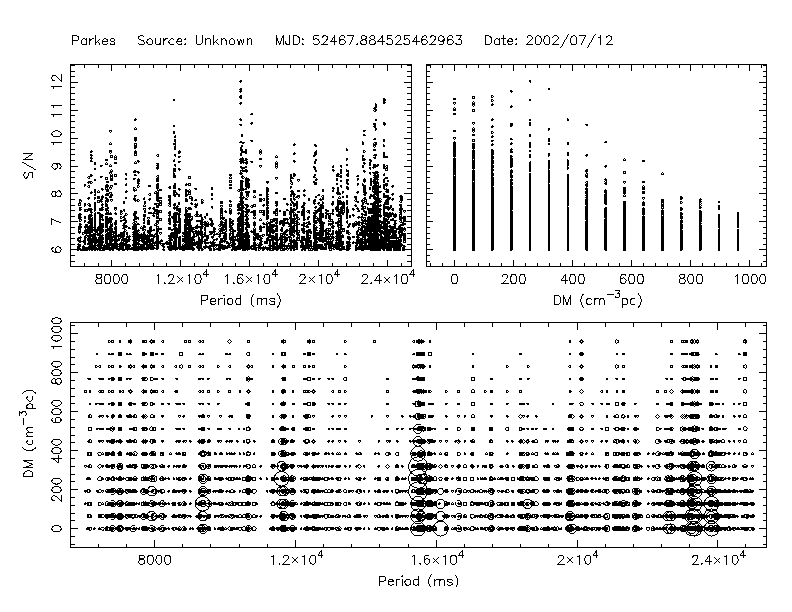 Parkes Source: Unknown MJD: 52467.884525462963 Date: 2002/07/12
12
11
10
9
8
7
6
S/N
8000 1.2×10⁴ 1.6×10⁴ 2×10⁴ 2.4×10⁴
Period (ms)
0 200 400 600 800 1000
DM (cm⁻³pc)
1000
800
600
400
200
0
DM (cm⁻³pc)
8000 1.2×10⁴ 1.6×10⁴ 2×10⁴ 2.4×10⁴
Period (ms)